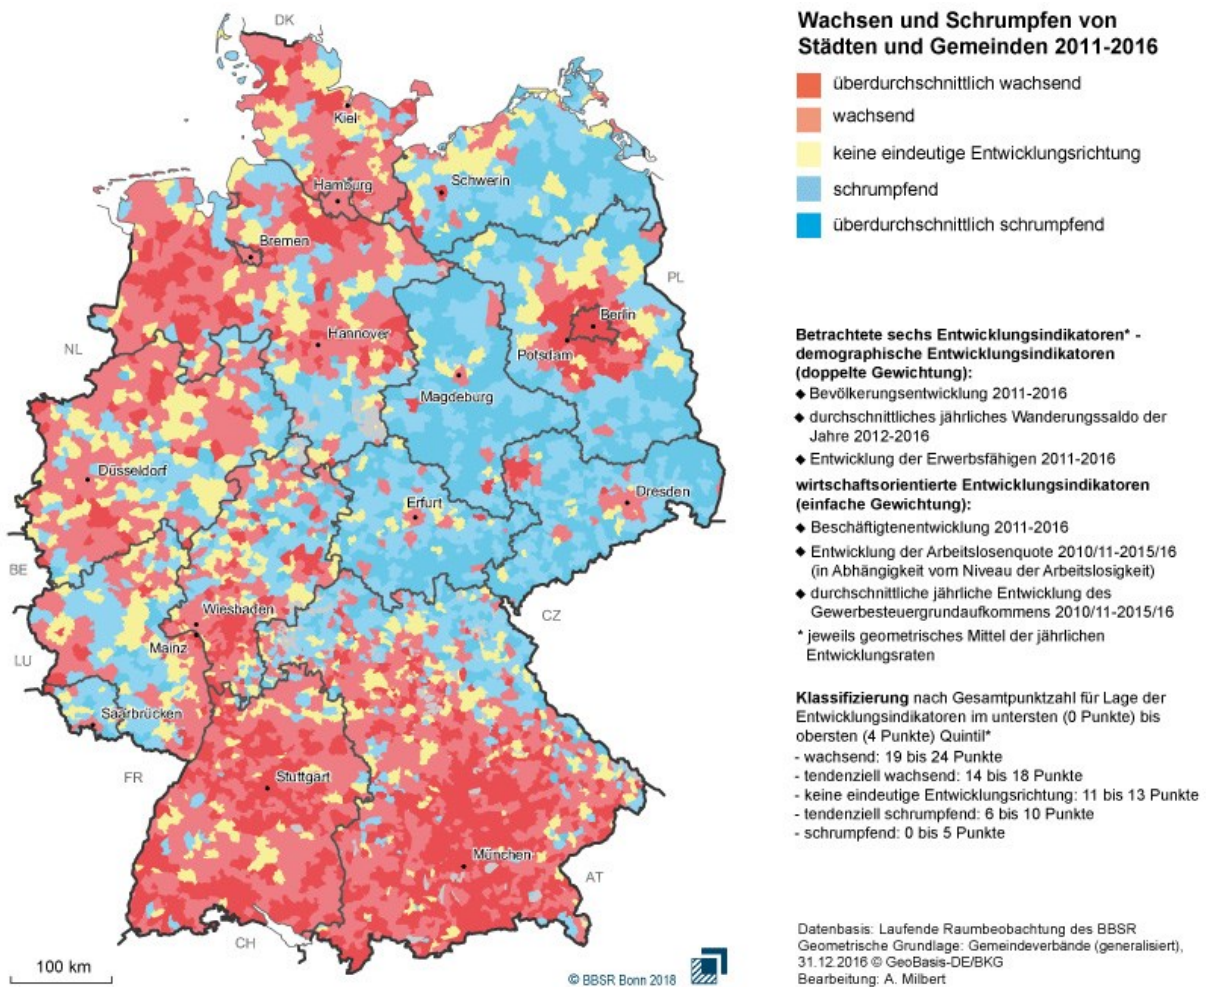 DK
Kiel
Hamburg
Schwerin
Bremen
PL
Berlin
Hannover
NL
Potsdam
Magdeburg
Düsseldorf
Erfurt
Dresden
BE
Wiesbaden
CZ
Mainz
LU
Saarbrücken
FR
Stuttgart
München
AT
CH
100 km
© BBSR Bonn 2018
Wachsen und Schrumpfen von
Städten und Gemeinden 2011-2016
überdurchschnittlich wachsend
wachsend
keine eindeutige Entwicklungsrichtung
schrumpfend
überdurchschnittlich schrumpfend
Betrachtete sechs Entwicklungsindikatoren* -
demographische Entwicklungsindikatoren
(doppelte Gewichtung):
◆ Bevölkerungsentwicklung 2011-2016
◆ durchschnittliches jährliches Wanderungssaldo der
Jahre 2012-2016
◆ Entwicklung der Erwerbsfähigen 2011-2016
wirtschaftsorientierte Entwicklungsindikatoren
(einfache Gewichtung):
◆ Beschäftigtenentwicklung 2011-2016
◆ Entwicklung der Arbeitslosenquote 2010/11-2015/16
(in Abhängigkeit vom Niveau der Arbeitslosigkeit)
◆ durchschnittliche jährliche Entwicklung des
Gewerbesteuergrundaufkommens 2010/11-2015/16
* jeweils geometrisches Mittel der jährlichen
Entwicklungsraten
Klassifizierung nach Gesamtpunktzahl für Lage der
Entwicklungsindikatoren im untersten (0 Punkte) bis
obersten (4 Punkte) Quintil*
- wachsend: 19 bis 24 Punkte
- tendenziell wachsend: 14 bis 18 Punkte
- keine eindeutige Entwicklungsrichtung: 11 bis 13 Punkte
- tendenziell schrumpfend: 6 bis 10 Punkte
- schrumpfend: 0 bis 5 Punkte
Datenbasis: Laufende Raumbeobachtung des BBSR
Geometrische Grundlage: Gemeindeverbände (generalisiert),
31.12.2016 © GeoBasis-DE/BKG
Bearbeitung: A. Milbert